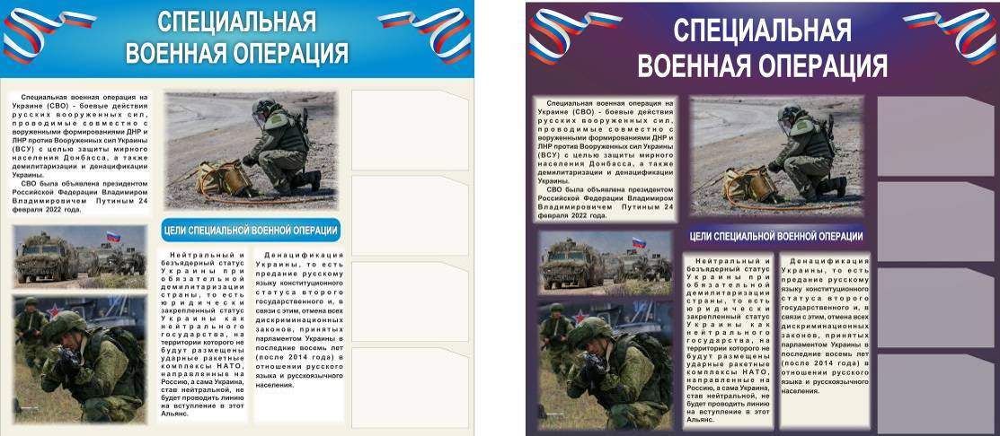 СПЕЦИАЛЬНАЯ
ВОЕННАЯ ОПЕРАЦИЯ
Специальная военная операция на
Украине (СВО) - боевые действия
русских вооруженных сил,
проводимые совместно с
воруженными формированиями ДНР и
ЛНР против Вооруженных сил Украины
(ВСУ) с целью защиты мирного
населения Донбасса, а также
демилитаризации и денацификации
Украины.
СВО была объявлена президентом
Российской Федерации Владимиром
Владимировичем Путиным 24
февраля 2022 года.
ЦЕЛИ СПЕЦИАЛЬНОЙ ВОЕННОЙ ОПЕРАЦИИ
Нейтральный и
безъядерный статус
Украины при
обязательной
демилитаризации
страны, то есть
юридически
закрепленный статус
Украины как
нейтрального
государства, на
территории которого не
будут размещены
ударные ракетные
комплексы НАТО,
направленные на
Россию, а сама Украина,
став нейтральной, не
будет проводить линию
на вступление в этот
Альянс.
Денацификация
Украины, то есть
предание русскому
языку конституционного
статуса второго
государственного и, в
связи с этим, отмена всех
дискриминационных
законов, принятых
парламентом Украины в
последние восемь лет
(после 2014 года) в
отношении русского
языка и русскоязычного
населения.
СПЕЦИАЛЬНАЯ
ВОЕННАЯ ОПЕРАЦИЯ
Специальная военная операция на
Украине (СВО) - боевые действия
русских вооруженных сил,
проводимые совместно с
воруженными формированиями ДНР и
ЛНР против Вооруженных сил Украины
(ВСУ) с целью защиты мирного
населения Донбасса, а также
демилитаризации и денацификации
Украины.
СВО была объявлена президентом
Российской Федерации Владимиром
Владимировичем Путиным 24
февраля 2022 года.
ЦЕЛИ СПЕЦИАЛЬНОЙ ВОЕННОЙ ОПЕРАЦИИ
Нейтральный и
безъядерный статус
Украины при
обязательной
демилитаризации
страны, то есть
юридически
закрепленный статус
Украины как
нейтрального
государства, на
территории которого не
будут размещены
ударные ракетные
комплексы НАТО,
направленные на
Россию, а сама Украина,
став нейтральной, не
будет проводить линию
на вступление в этот
Альянс.
Денацификация
Украины, то есть
предание русскому
языку конституционного
статуса второго
государственного и, в
связи с этим, отмена всех
дискриминационных
законов, принятых
парламентом Украины в
последние восемь лет
(после 2014 года) в
отношении русского
языка и русскоязычного
населения.